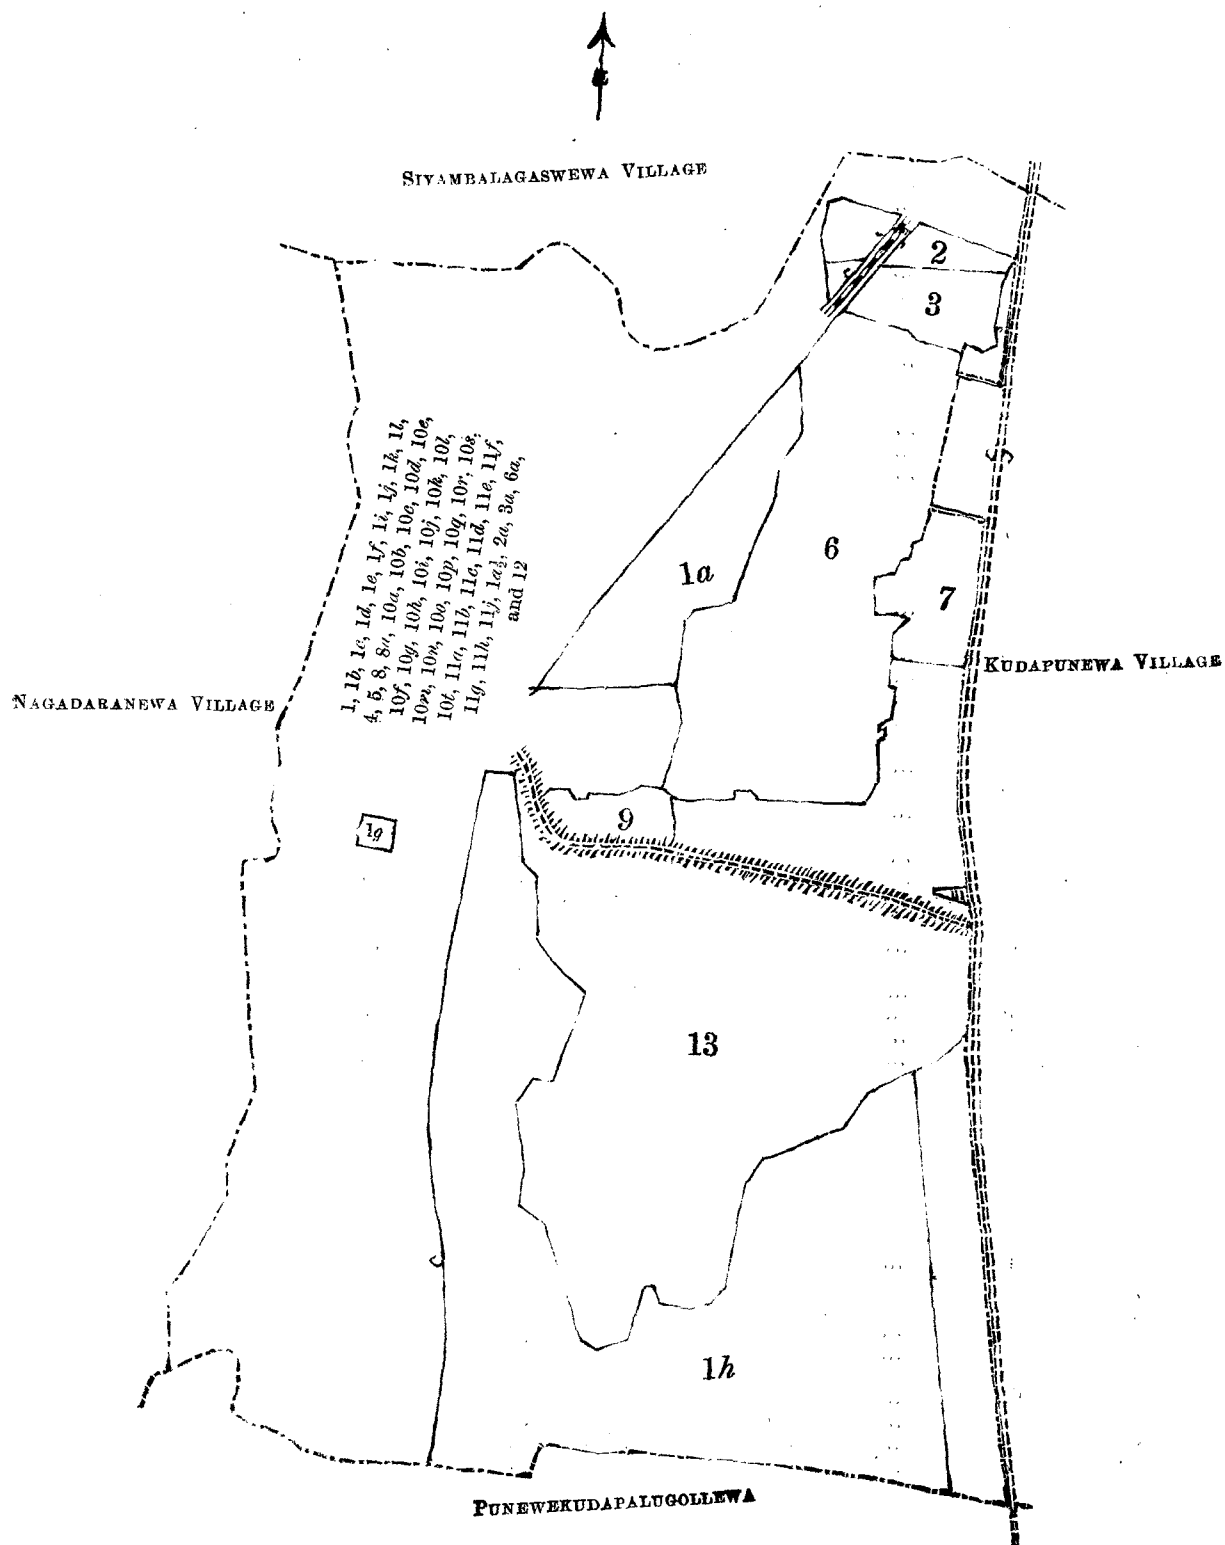 SIYAMBALAGASWEWA VILLAGE
2
3
1a
6
7
1, 1b, 1c, 1d, 1e, 1f, 1i, 1j, 1k, 1l,
4, 5, 8, 8a, 10a, 10b, 10c, 10d, 10e,
10f, 10g, 10h, 10i, 10j, 10k, 10l,
10m, 10n, 10o, 10p, 10q, 10r, 10s,
10t, 11a, 11b, 11c, 11d, 11e, 11f,
11g, 11h, 11j, 1a½, 2a, 3a, 6a,
and 12
KUDAPUNEWA VILLAGE
NAGADARANEWA VILLAGE
9
1g
13
1h
PUNEWEKUDAPALUGOLLEWA